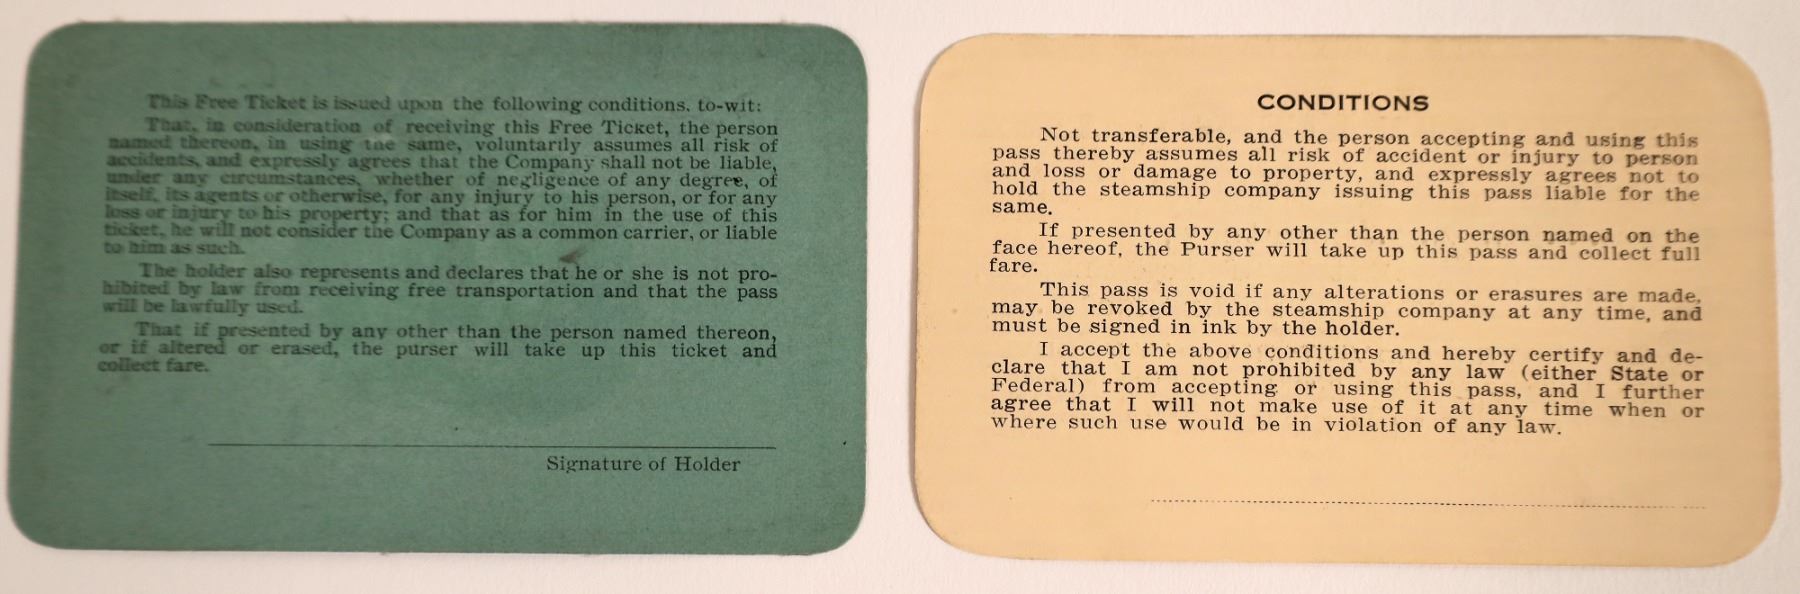 This Free Ticket is issued upon the following conditions. to-wit:
That, in consideration of receiving this Free Ticket, the person
named thereon, in using the same, voluntarily assumes all risk of
accidents, and expressly agrees that the Company shall not be liable,
under any circumstances, whether of negligence of any degree, of
itself, its agents or otherwise, for any injury to his person, or for any
loss or injury to his property; and that as for him in the use of this
ticket, he will not consider the Company as a common carrier, or liable
to him as such.
The holder also represents and declares that he or she is not pro-
hibited by law from receiving free transportation and that the pass
will be lawfully used.
That if presented by any other than the person named thereon,
or if altered or erased, the purser will take up this ticket and
collect fare.
Signature of Holder
CONDITIONS
Not transferable, and the person accepting and using this
pass thereby assumes all risk of accident or injury to person
and loss or damage to property, and expressly agrees not to
hold the steamship company issuing this pass liable for the
same.
If presented by any other than the person named on the
face hereof, the Purser will take up this pass and collect full
fare.
This pass is void if any alterations or erasures are made,
may be revoked by the steamship company at any time, and
must be signed in ink by the holder.
I accept the above conditions and hereby certify and de-
clare that I am not prohibited by any law (either State or
Federal) from accepting or using this pass, and I further
agree that I will not make use of it at any time when or
where such use would be in violation of any law.